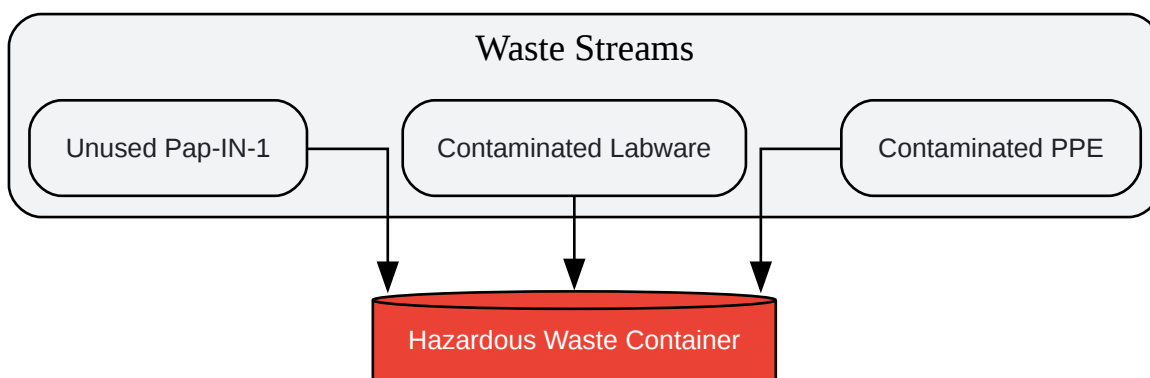 Waste Streams
Unused Pap-IN-1
Contaminated Labware
Contaminated PPE
Hazardous Waste Container